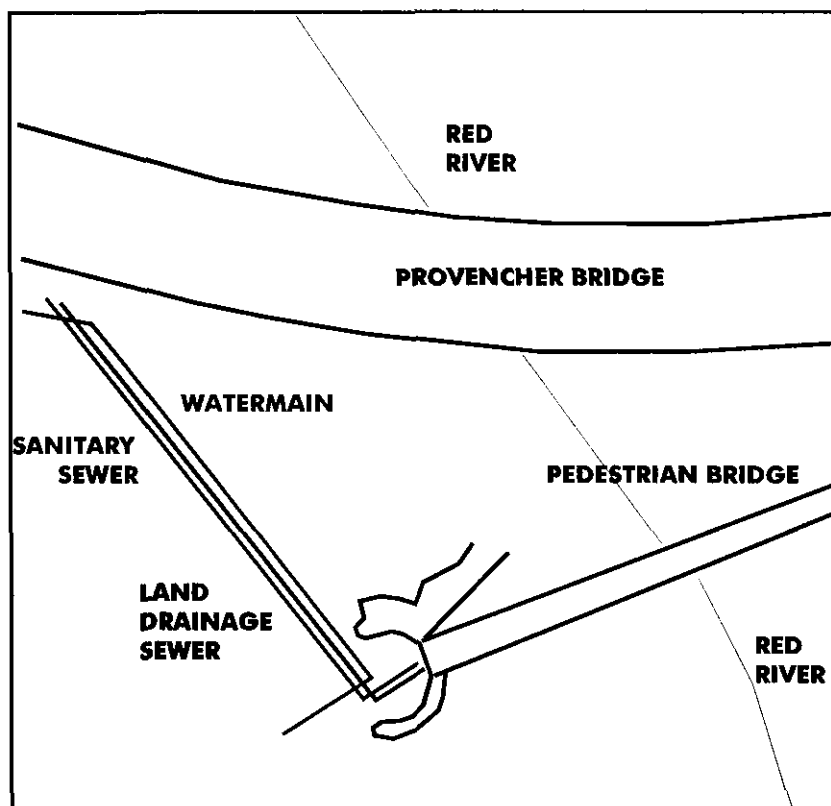 RED
RIVER
PROVENCHER BRIDGE
WATERMAIN
SANITARY
SEWER
PEDESTRIAN BRIDGE
LAND
DRAINAGE
SEWER
RED
RIVER